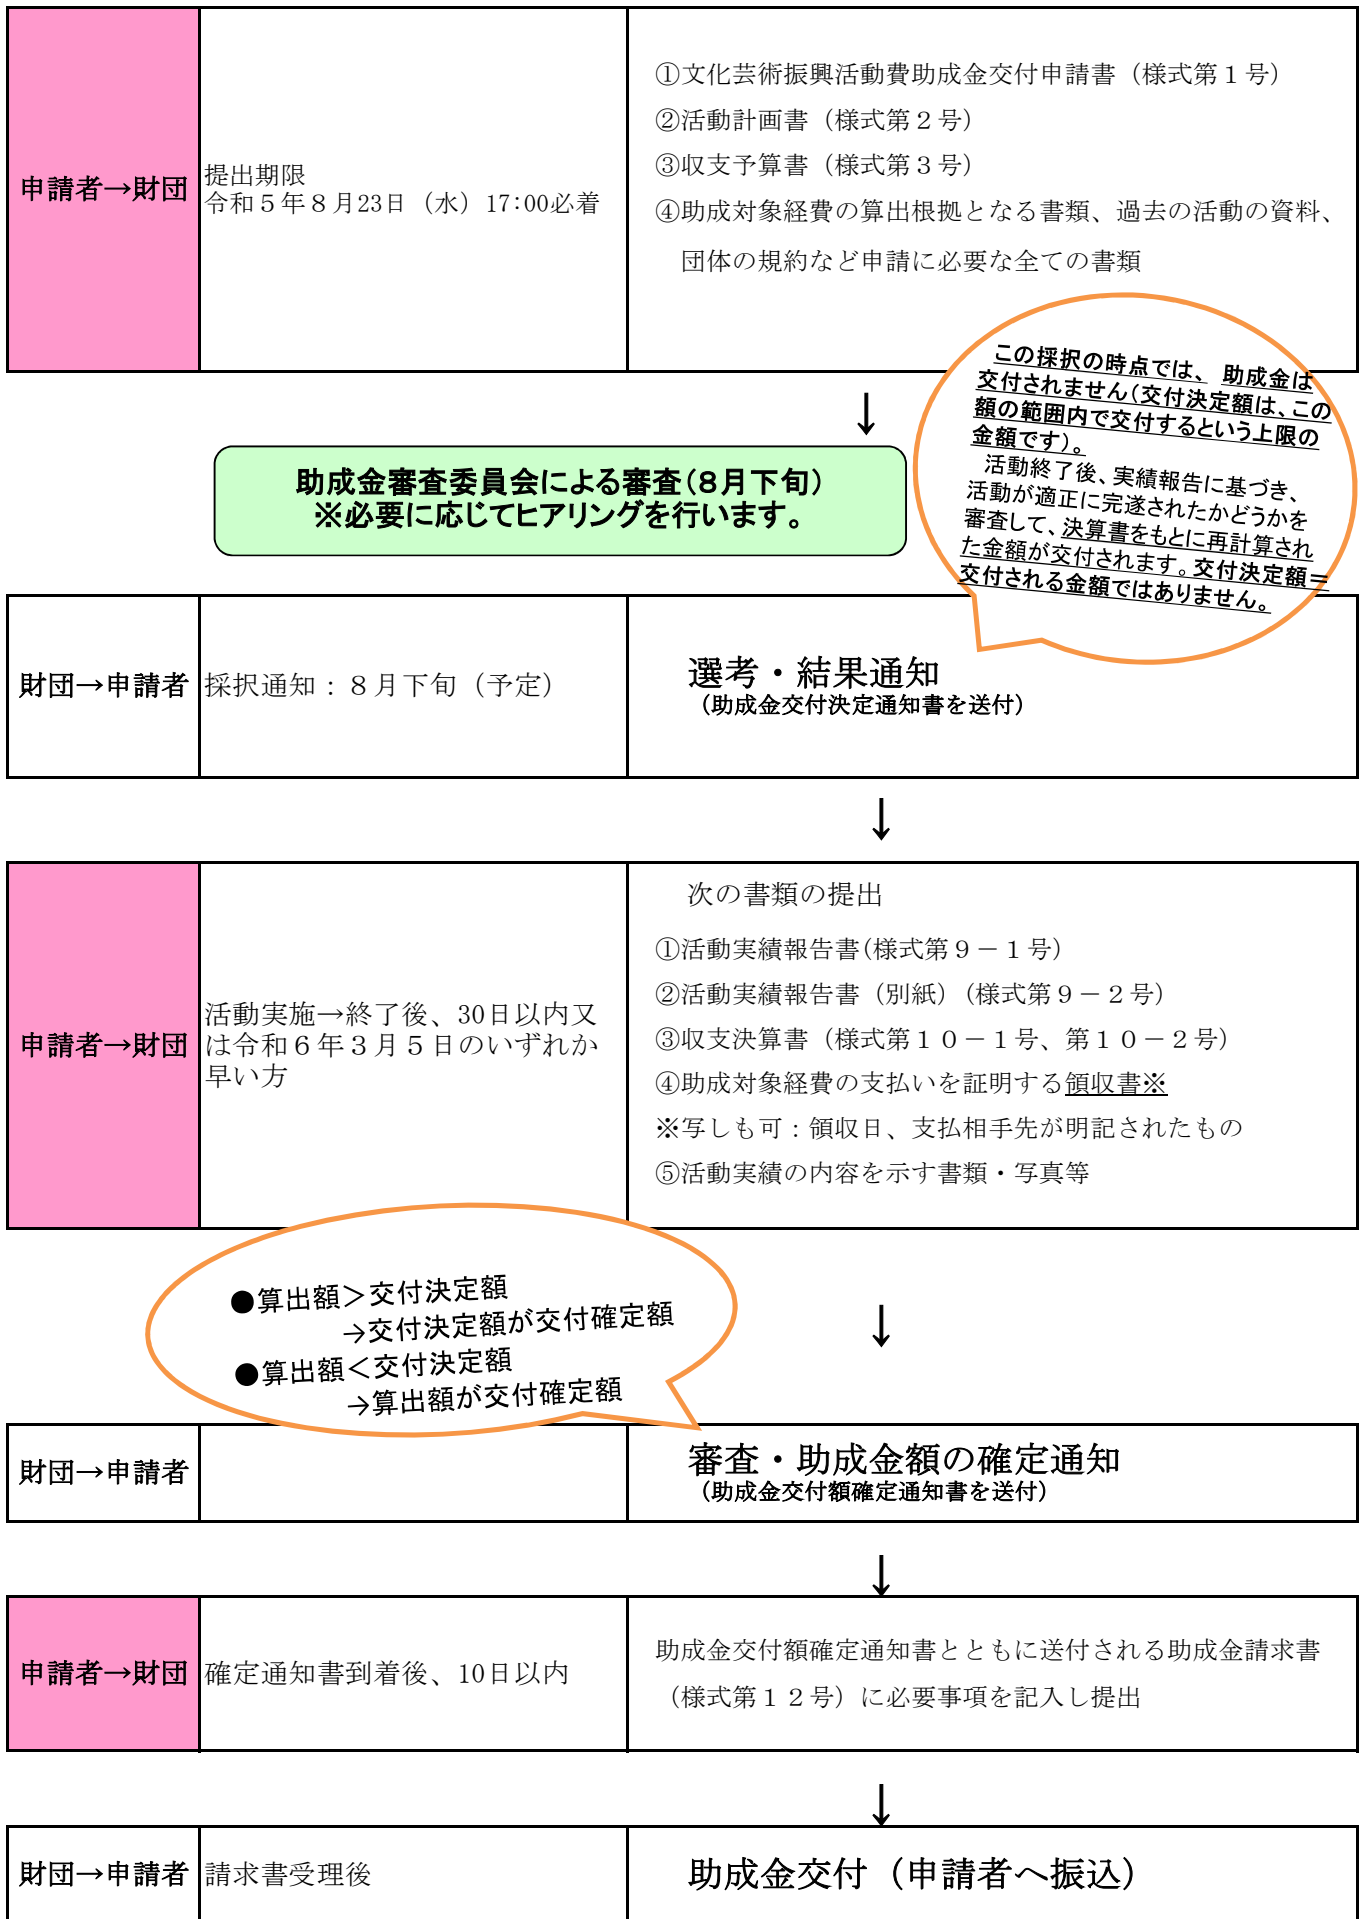 申請者→財団
提出期限
令和５年８月23日（水）17:00必着
①文化芸術振興活動費助成金交付申請書（様式第１号）
②活動計画書（様式第２号）
③収支予算書（様式第３号）
④助成対象経費の算出根拠となる書類、過去の活動の資料、
団体の規約など申請に必要な全ての書類
この採択の時点では、助成金は
交付されません（交付決定額は、この
額の範囲内で交付するという上限の
金額です）。
活動終了後、実績報告に基づき、
活動が適正に完遂されたかどうかを
審査して、決算書をもとに再計算され
た金額が交付されます。交付決定額＝
交付される金額ではありません。
↓
助成金審査委員会による審査（８月下旬）
※必要に応じてヒアリングを行います。
財団→申請者
採択通知：８月下旬（予定）
選考・結果通知
（助成金交付決定通知書を送付）
↓
申請者→財団
活動実施→終了後、30日以内又
は令和６年３月５日のいずれか
早い方
次の書類の提出
①活動実績報告書(様式第９－１号）
②活動実績報告書（別紙）(様式第９－２号）
③収支決算書（様式第１０－１号、第１０－２号）
④助成対象経費の支払いを証明する領収書※
※写しも可：領収日、支払相手先が明記されたもの
⑤活動実績の内容を示す書類・写真等
●算出額＞交付決定額
→交付決定額が交付確定額
●算出額＜交付決定額
→算出額が交付確定額
↓
財団→申請者
審査・助成金額の確定通知
（助成金交付額確定通知書を送付）
↓
申請者→財団
確定通知書到着後、10日以内
助成金交付額確定通知書とともに送付される助成金請求書
（様式第１２号）に必要事項を記入し提出
↓
財団→申請者
請求書受理後
助成金交付（申請者へ振込）